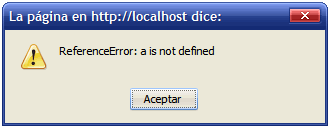 La página en http://localhost dice:
ReferenceError: a is not defined
Aceptar